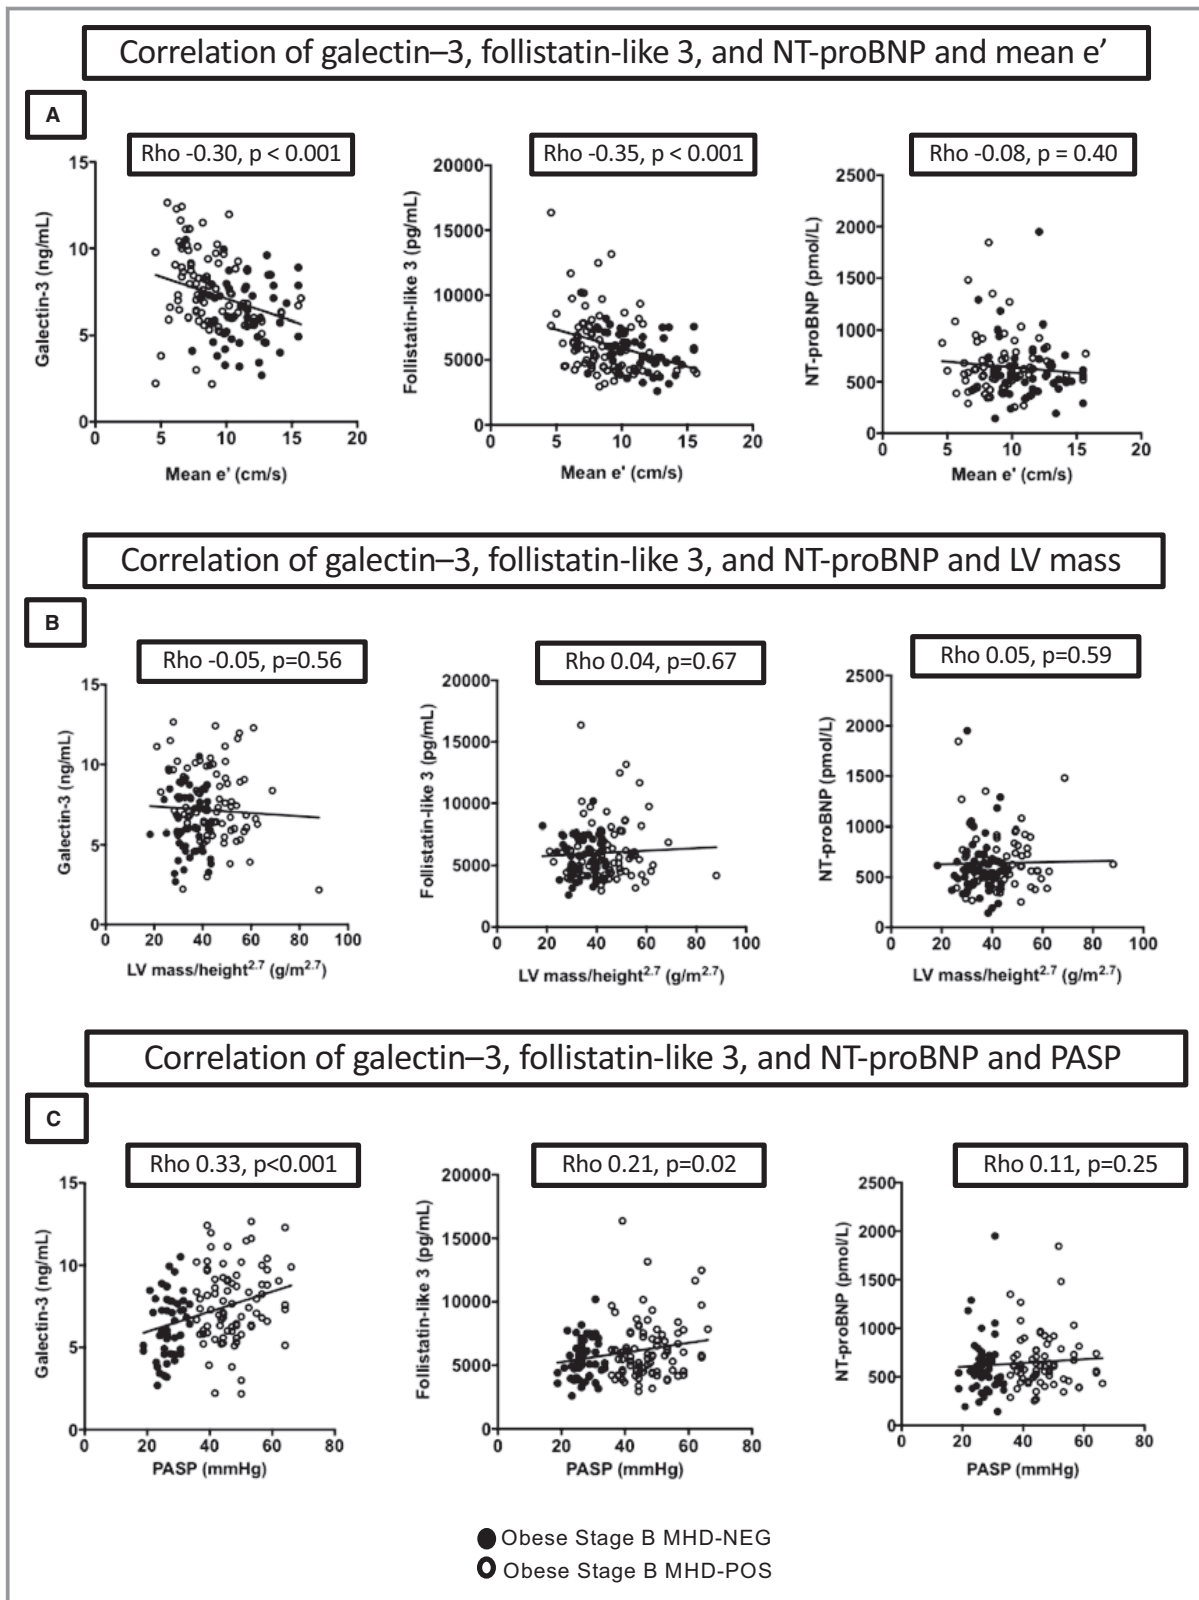 Correlation of galectin–3, follistatin-like 3, and NT-proBNP and mean e’
A
Rho -0.30, p < 0.001
Rho -0.35, p < 0.001
Rho -0.08, p = 0.40
Galectin-3 (ng/mL)
15
10
5
0
0 5 10 15 20
Mean e' (cm/s)
Follistatin-like 3 (pg/mL)
20000
15000
10000
5000
0
0 5 10 15 20
Mean e' (cm/s)
NT-proBNP (pmol/L)
2500
2000
1500
1000
500
0
0 5 10 15 20
Mean e' (cm/s)
Correlation of galectin–3, follistatin-like 3, and NT-proBNP and LV mass
B
Rho -0.05, p=0.56
Rho 0.04, p=0.67
Rho 0.05, p=0.59
Galectin-3 (ng/mL)
15
10
5
0
0 20 40 60 80 100
LV mass/height2.7 (g/m2.7)
Follistatin-like 3 (pg/mL)
20000
15000
10000
5000
0
0 20 40 60 80 100
LV mass/height2.7 (g/m2.7)
NT-proBNP (pmol/L)
2500
2000
1500
1000
500
0
0 20 40 60 80 100
LV mass/height2.7 (g/m2.7)
Correlation of galectin–3, follistatin-like 3, and NT-proBNP and PASP
C
Rho 0.33, p<0.001
Rho 0.21, p=0.02
Rho 0.11, p=0.25
Galectin-3 (ng/mL)
15
10
5
0
0 20 40 60 80
PASP (mmHg)
Follistatin-like 3 (pg/mL)
20000
15000
10000
5000
0
0 20 40 60 80
PASP (mmHg)
NT-proBNP (pmol/L)
2500
2000
1500
1000
500
0
0 20 40 60 80
PASP (mmHg)
Obese Stage B MHD-NEG
Obese Stage B MHD-POS